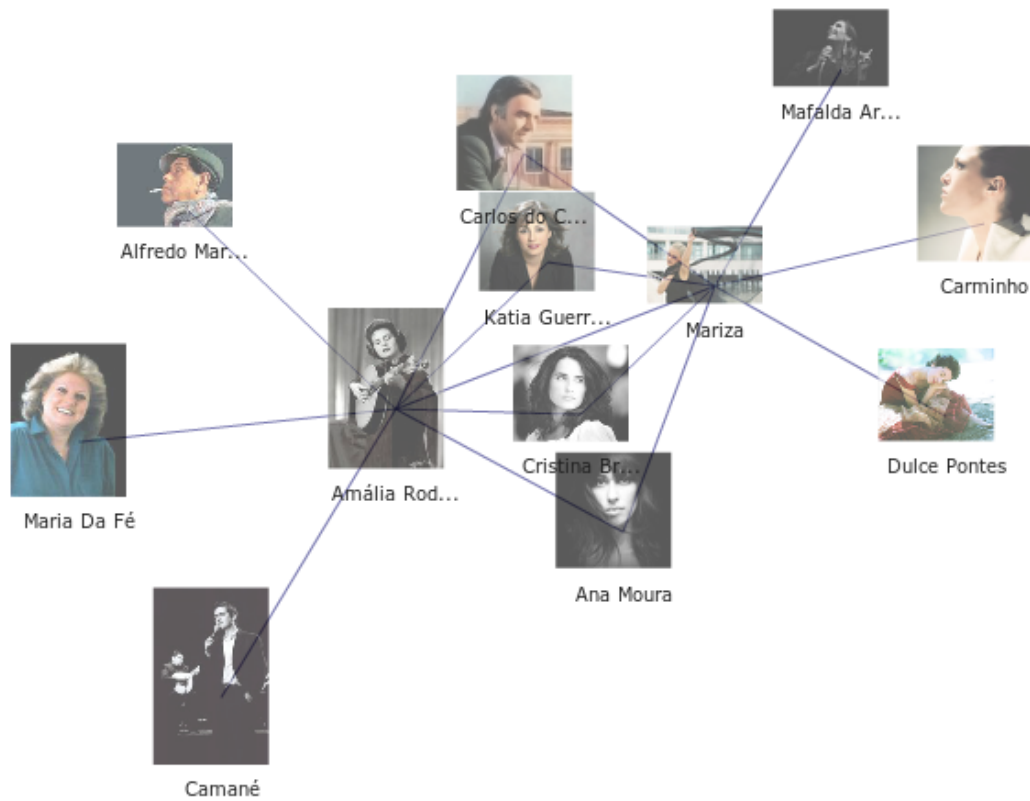 Mafalda Ar...
Carlos do C...
Alfredo Mar...
Carminho
Katia Guerr...
Mariza
Cristina Br...
Dulce Pontes
Amália Rod...
Maria Da Fé
Ana Moura
Camané